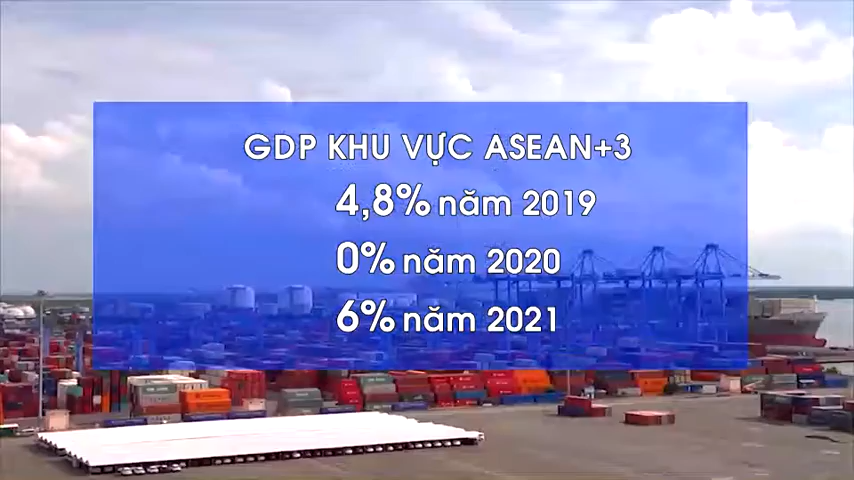 GDP KHU VỰC ASEAN+3
4,8% năm 2019
0% năm 2020
6% năm 2021